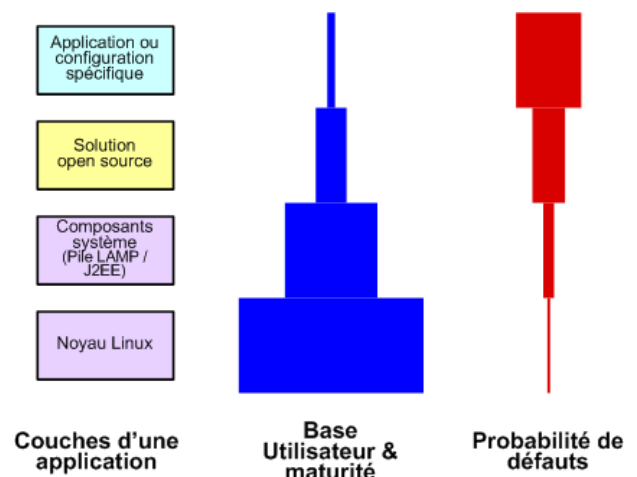 Application ou
configuration
spécifique
Solution
open source
Composants
système
(Pile LAMP /
J2EE)
Noyau Linux
Couches d'une
application
Base
Utilisateur &
maturité
Probabilité de
défauts